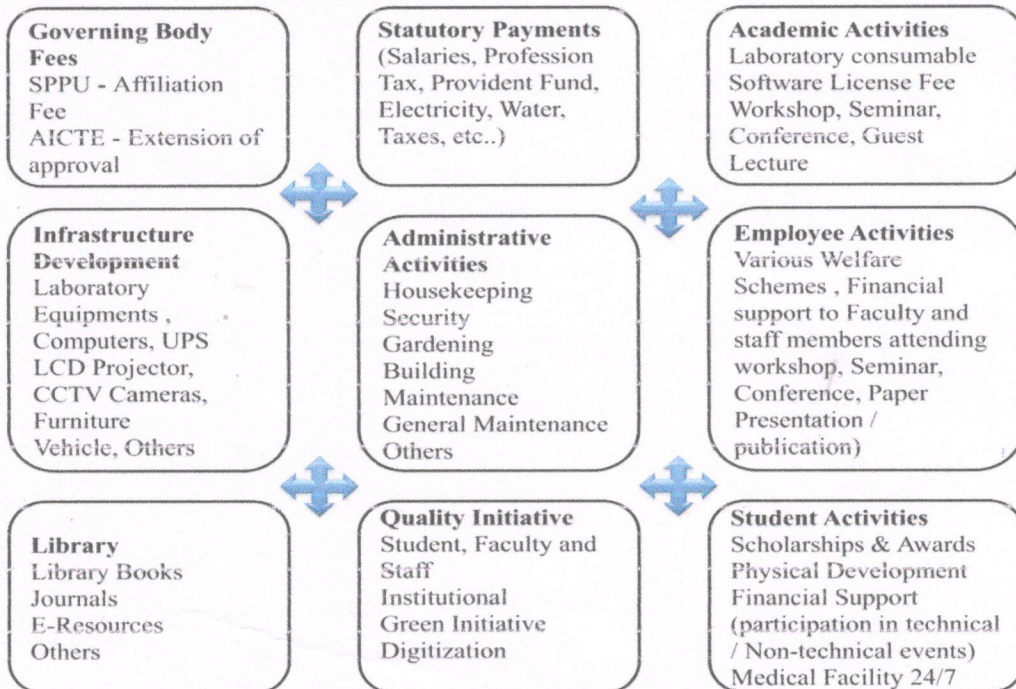 Governing Body
Fees
SPPU - Affiliation
Fee
AICTE - Extension of
approval
Statutory Payments
(Salaries, Profession
Tax, Provident Fund,
Electricity, Water,
Taxes, etc..)
Academic Activities
Laboratory consumable
Software License Fee
Workshop, Seminar,
Conference, Guest
Lecture
Infrastructure
Development
Laboratory
Equipments ,
Computers, UPS
LCD Projector,
CCTV Cameras,
Furniture
Vehicle, Others
Administrative
Activities
Housekeeping
Security
Gardening
Building
Maintenance
General Maintenance
Others
Employee Activities
Various Welfare
Schemes , Financial
support to Faculty and
staff members attending
workshop, Seminar,
Conference, Paper
Presentation /
publication)
Library
Library Books
Journals
E-Resources
Others
Quality Initiative
Student, Faculty and
Staff
Institutional
Green Initiative
Digitization
Student Activities
Scholarships & Awards
Physical Development
Financial Support
(participation in technical
/ Non-technical events)
Medical Facility 24/7